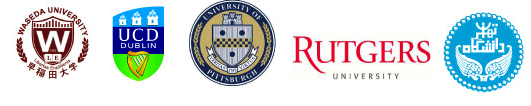 WASEDA UNIVERSITY
W
早稲田大学
UCD
DUBLIN
UNIVERSITY OF
PITTSBURGH
RUTGERS
UNIVERSITY